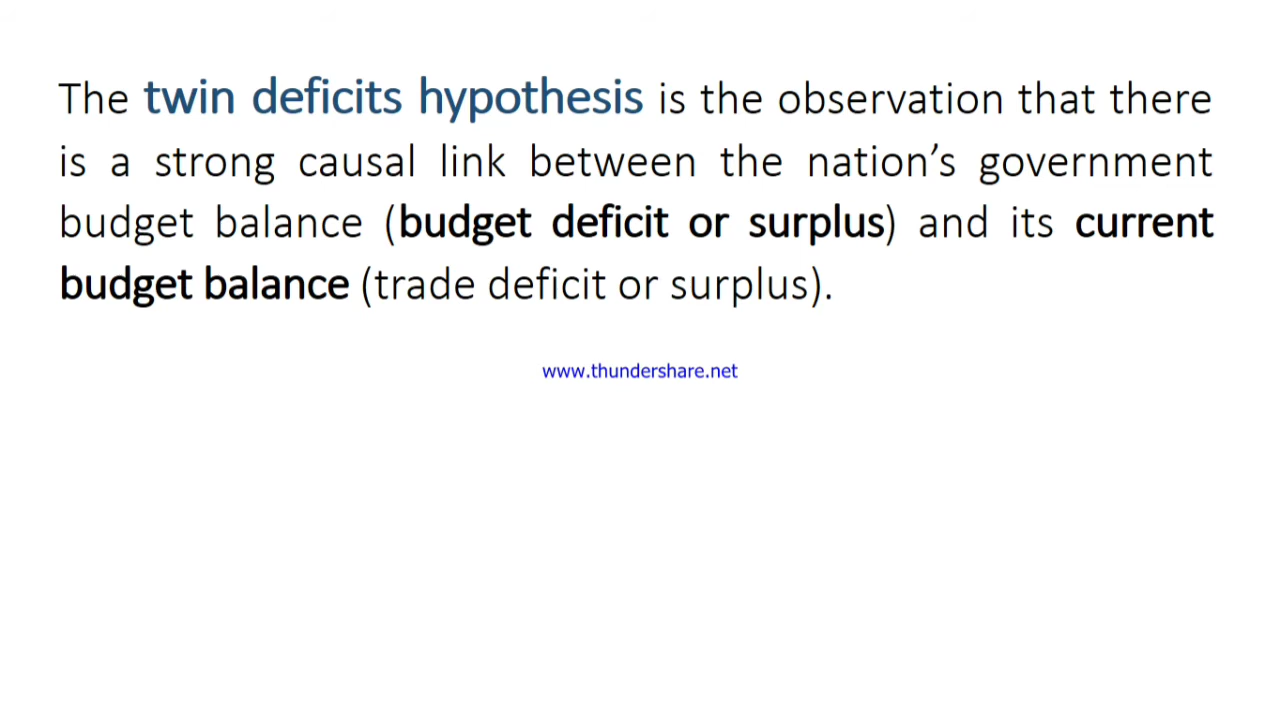 The twin deficits hypothesis is the observation that there
is a strong causal link between the nation’s government
budget balance (budget deficit or surplus) and its current
budget balance (trade deficit or surplus).
www.thundershare.net